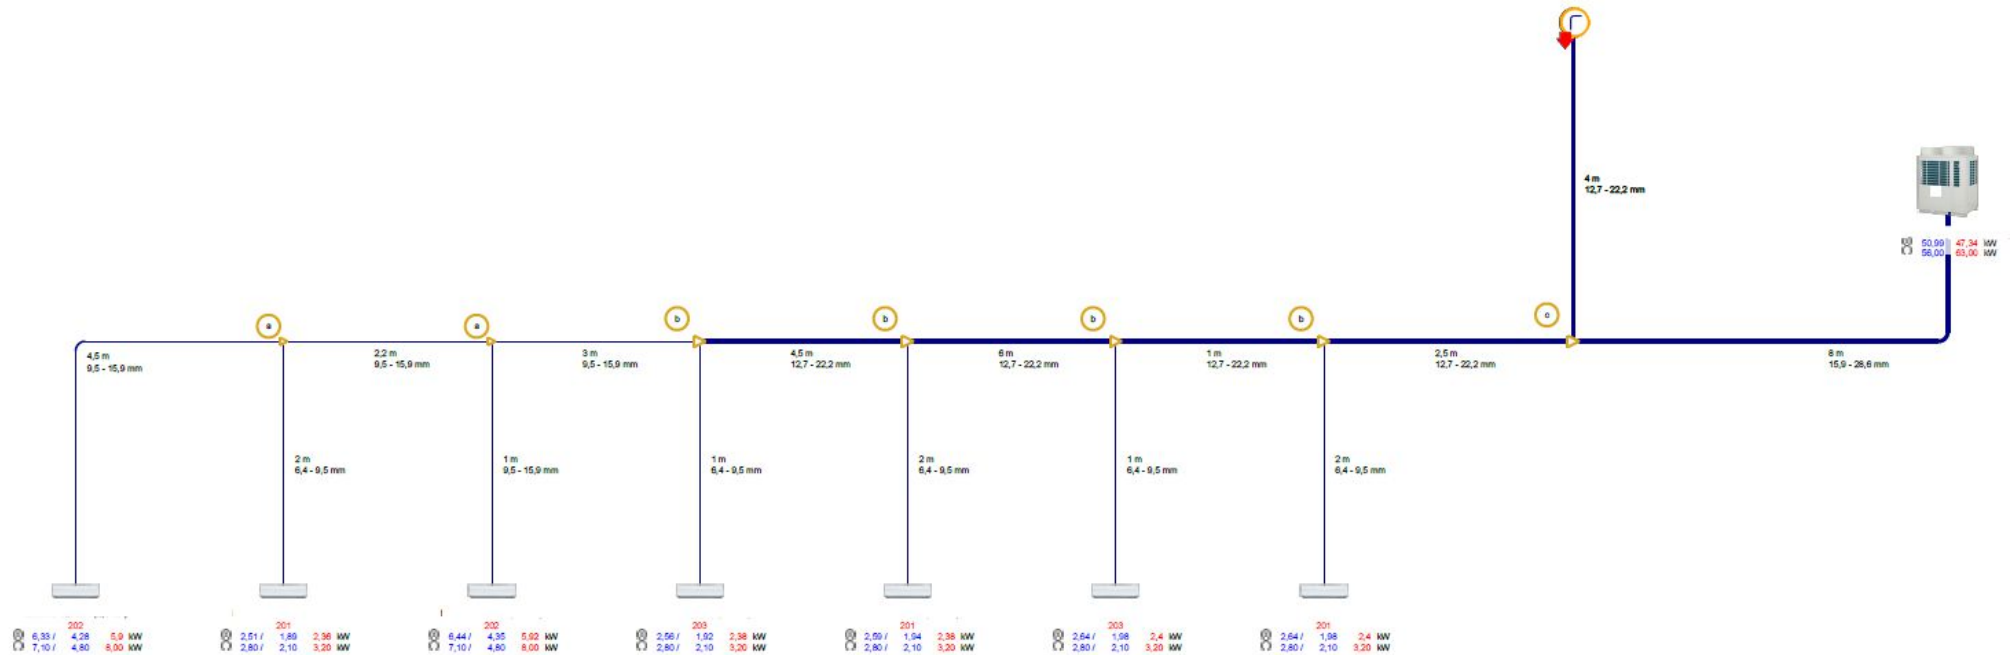 4 m
12,7 - 22,2 mm
50,99 47,34 kW
56,00 63,00 kW
a
a
b
b
b
b
c
4,5 m
9,5 - 15,9 mm
2,2 m
9,5 - 15,9 mm
3 m
9,5 - 15,9 mm
4,5 m
12,7 - 22,2 mm
6 m
12,7 - 22,2 mm
1 m
12,7 - 22,2 mm
2,5 m
12,7 - 22,2 mm
8 m
15,9 - 28,6 mm
2 m
6,4 - 9,5 mm
1 m
9,5 - 15,9 mm
1 m
6,4 - 9,5 mm
2 m
6,4 - 9,5 mm
1 m
6,4 - 9,5 mm
2 m
6,4 - 9,5 mm
202
6,33 / 4,28 5,9 kW
7,10 / 4,80 8,00 kW
201
2,51 / 1,89 2,36 kW
2,80 / 2,10 3,20 kW
202
6,44 / 4,35 5,92 kW
7,10 / 4,80 8,00 kW
203
2,56 / 1,92 2,38 kW
2,80 / 2,10 3,20 kW
201
2,59 / 1,94 2,38 kW
2,80 / 2,10 3,20 kW
203
2,64 / 1,98 2,4 kW
2,80 / 2,10 3,20 kW
201
2,64 / 1,98 2,4 kW
2,80 / 2,10 3,20 kW